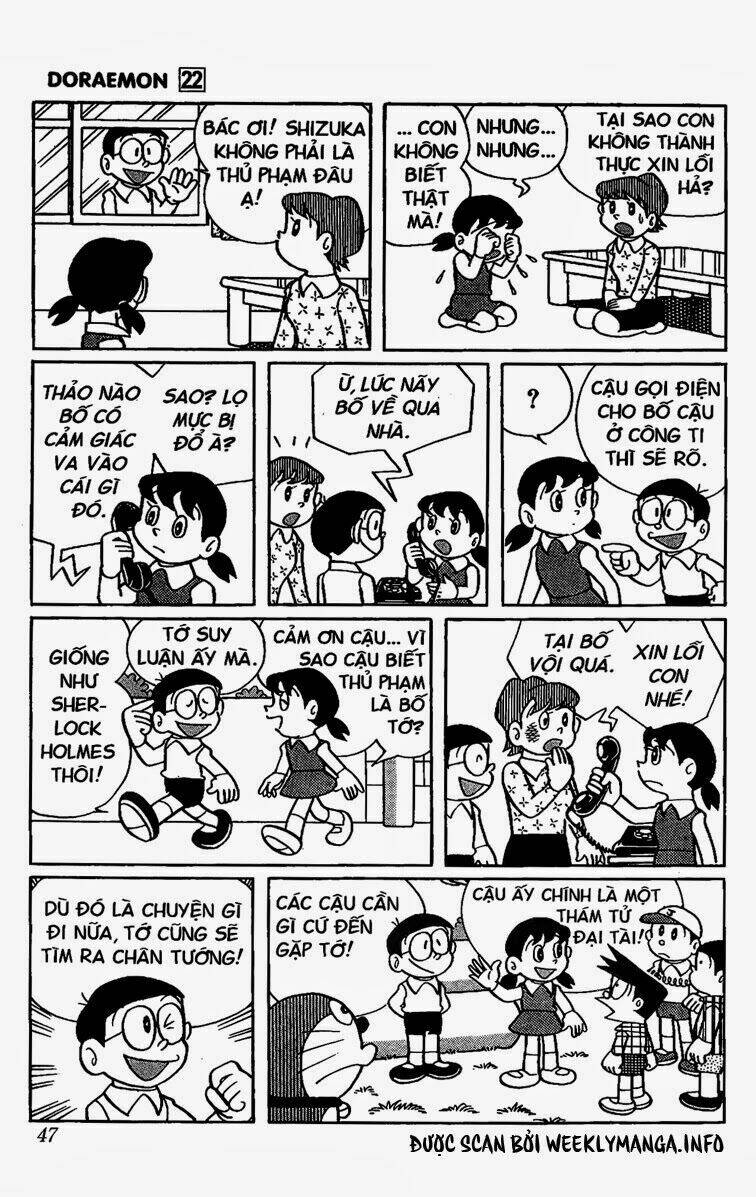 DORAEMON 22
TẠI SAO CON
KHÔNG THÀNH
THỰC XIN LỖI
HẢ?
NHƯNG...
NHƯNG...
... CON
KHÔNG
BIẾT
THẬT
MÀ!
BÁC ƠI! SHIZUKA
KHÔNG PHẢI LÀ
THỦ PHẠM ĐÂU
Ạ!
CẬU GỌI ĐIỆN
CHO BỐ CẬU
Ở CÔNG TI
THÌ SẼ RÕ.
?
Ừ, LÚC NÃY
BỐ VỀ QUA
NHÀ.
SAO? LỌ
MỰC BỊ
ĐỔ À?
THẢO NÀO
BỐ CÓ
CẢM GIÁC
VA VÀO
CÁI GÌ
ĐÓ.
XIN LỖI
CON
NHÉ!
TẠI BỐ
VỘI QUÁ.
CẢM ƠN CẬU... VÌ
SAO CẬU BIẾT
THỦ PHẠM
LÀ BỐ
TỚ?
TỚ SUY
LUẬN ẤY MÀ.
GIỐNG
NHƯ
SHER-
LOCK
HOLMES
THÔI!
CẬU ẤY CHÍNH LÀ MỘT
THÁM TỬ
ĐẠI TÀI!
CÁC CẬU CẦN
GÌ CỨ ĐẾN
GẶP TỚ!
DÙ ĐÓ LÀ CHUYỆN GÌ
ĐI NỮA, TỚ CŨNG SẼ
TÌM RA CHÂN TƯỚNG!
47
ĐƯỢC SCAN BỞI WEEKLYMANGA.INFO